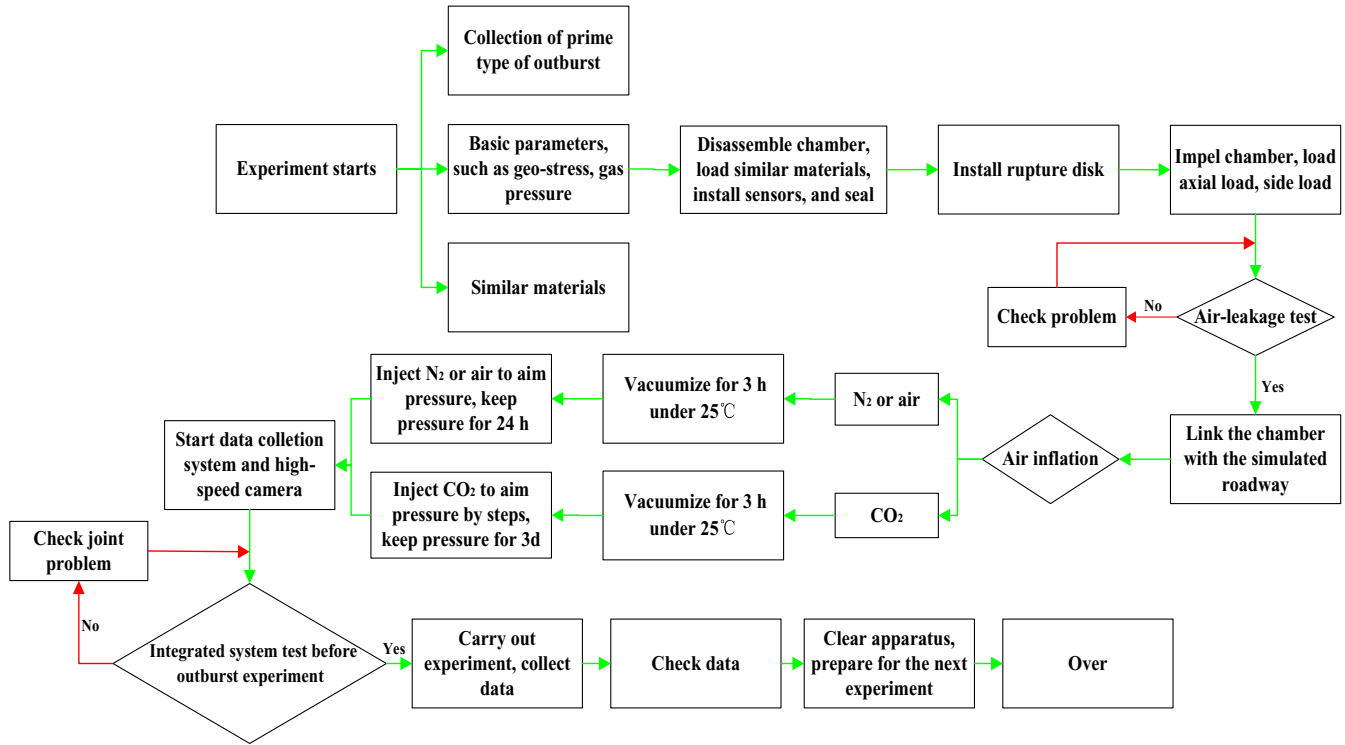 Collection of prime
type of outburst
Experiment starts
Basic parameters,
such as geo-stress, gas
pressure
Disassemble chamber,
load similar materials,
install sensors, and seal
Install rupture disk
Impel chamber, load
axial load, side load
Similar materials
Check problem
No
Air-leakage test
Yes
Inject N₂ or air to aim
pressure, keep
pressure for 24 h
Vacuumize for 3 h
under 25℃
N₂ or air
Start data colletion
system and high-
speed camera
Air inflation
Link the chamber
with the simulated
roadway
Inject CO₂ to aim
pressure by steps,
keep pressure for 3d
Vacuumize for 3 h
under 25℃
CO₂
Check joint
problem
No
Integrated system test before
outburst experiment
Yes
Carry out
experiment, collect
data
Check data
Clear apparatus,
prepare for the next
experiment
Over